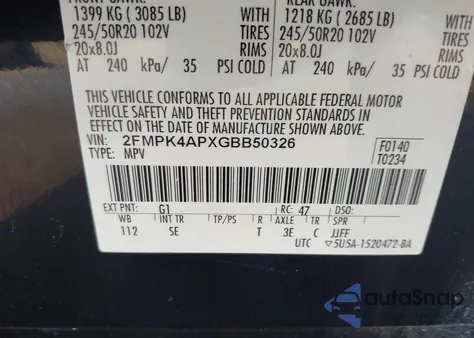 FRONT GAWR: REAR GAWR:
1399 KG ( 3085 LB) WITH 1218 KG ( 2685 LB) WITH
245/50R20 102V TIRES 245/50R20 102V TIRES
20x8.0J RIMS 20x8.0J RIMS
AT 240 kPa/ 35 PSI COLD AT 240 kPa/ 35 PSI COLD
THIS VEHICLE CONFORMS TO ALL APPLICABLE FEDERAL MOTOR
VEHICLE SAFETY AND THEFT PREVENTION STANDARDS IN
EFFECT ON THE DATE OF MANUFACTURE SHOWN ABOVE.
VIN: 2FMPK4APXGBB50326 F0140
TYPE: MPV T0234
EXT PNT: G1 RC: 47 DSO:
WB INT TR TP/PS R AXLE TR SPR
112 SE T 3E C JJFF
UTC ▽5U5A-1520472-BA
autoSnap